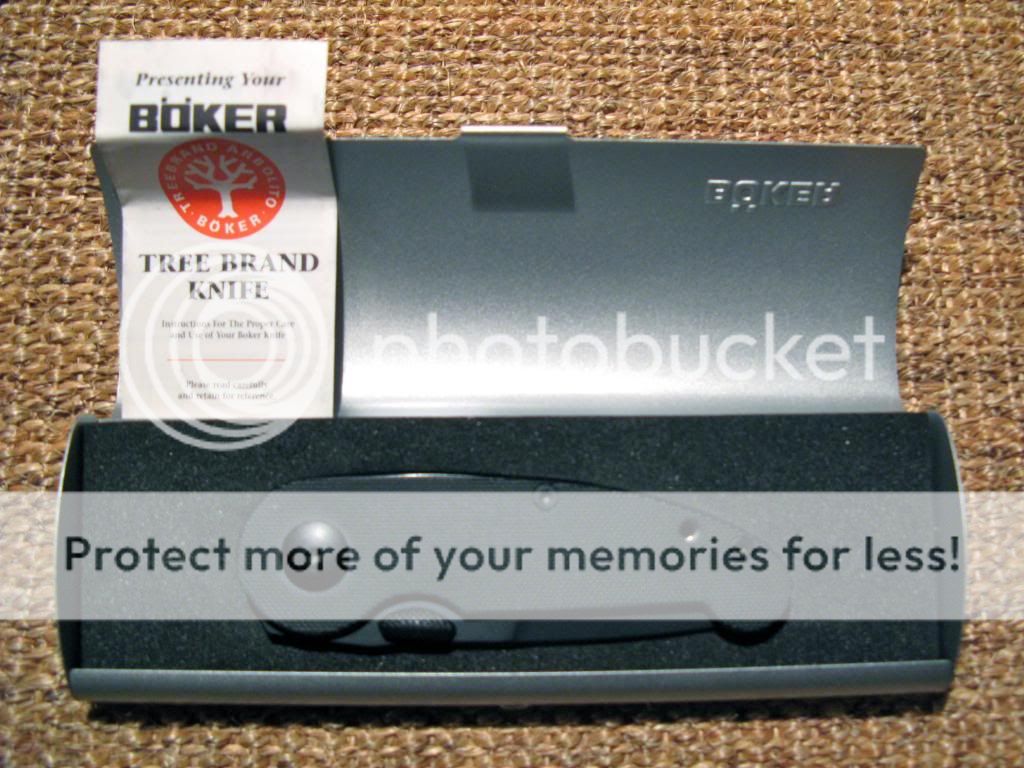 Presenting Your
BÖKER
TREEBRAND ARBOLITO
· BÖKER ·
TREE BRAND
KNIFE
Instructions For The Proper Care
and Use of Your Boker Knife
Please read carefully
and retain for reference.
BÖKER
photobucket
Protect more of your memories for less!